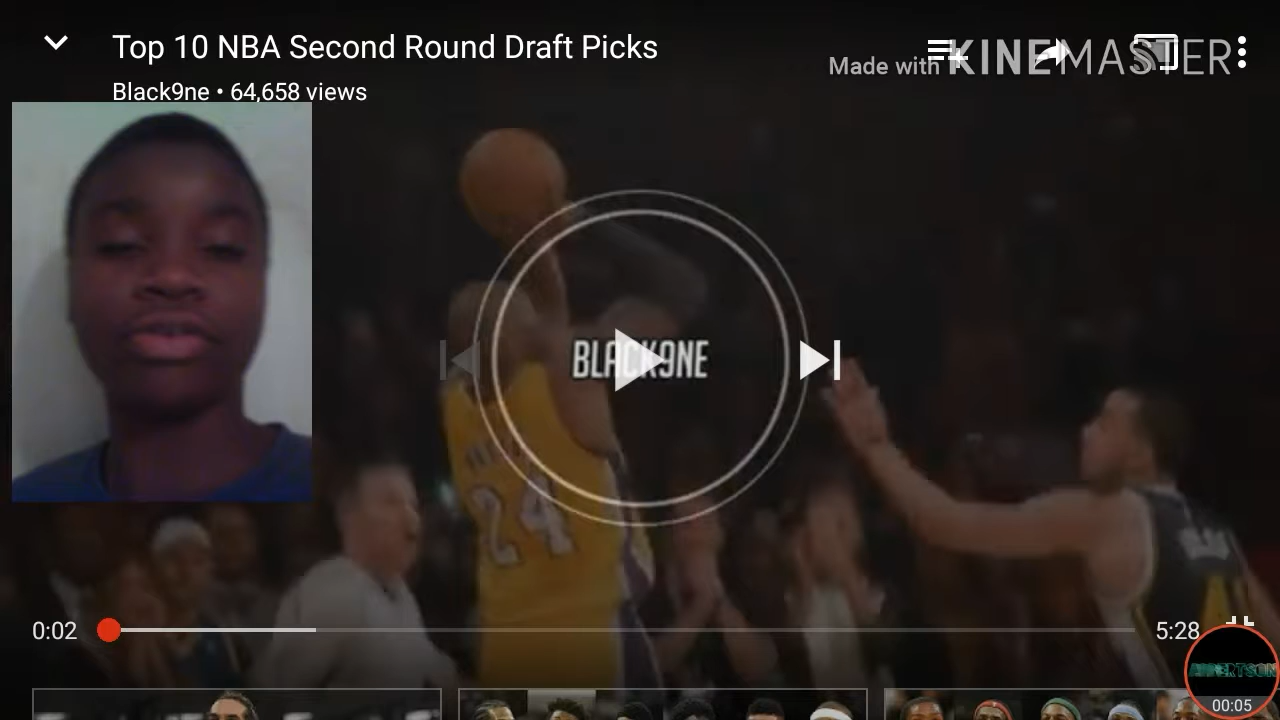 Top 10 NBA Second Round Draft Picks
Made with KINEMASTER
Black9ne • 64,658 views
BLACK9NE
24
0:02
5:28
00:05